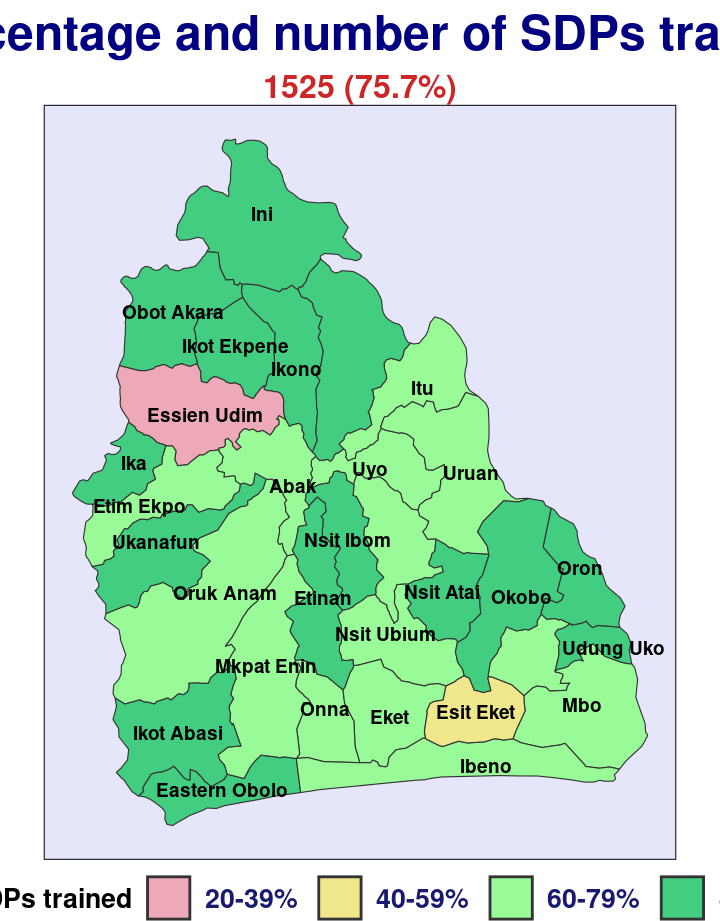 centage and number of SDPs tra
1525 (75.7%)
Ini
Obot Akara
Ikot Ekpene
Ikono
Itu
Essien Udim
Ika
Uyo
Uruan
Abak
Etim Ekpo
Ukanafun
Nsit Ibom
Oron
Oruk Anam
Etinan
Nsit Atai
Okobo
Nsit Ubium
Udung Uko
Mkpat Enin
Onna
Eket
Esit Eket
Mbo
Ikot Abasi
Ibeno
Eastern Obolo
DPs trained 20-39% 40-59% 60-79%